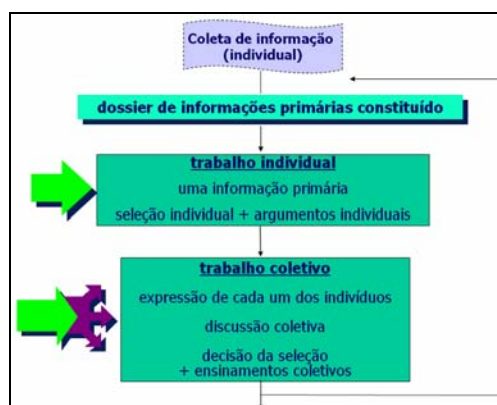 Coleta de informação
(individual)
dossier de informações primárias constituído
trabalho individual
uma informação primária
seleção individual + argumentos individuais
trabalho coletivo
expressão de cada um dos indivíduos
discussão coletiva
decisão da seleção
+ ensinamentos coletivos